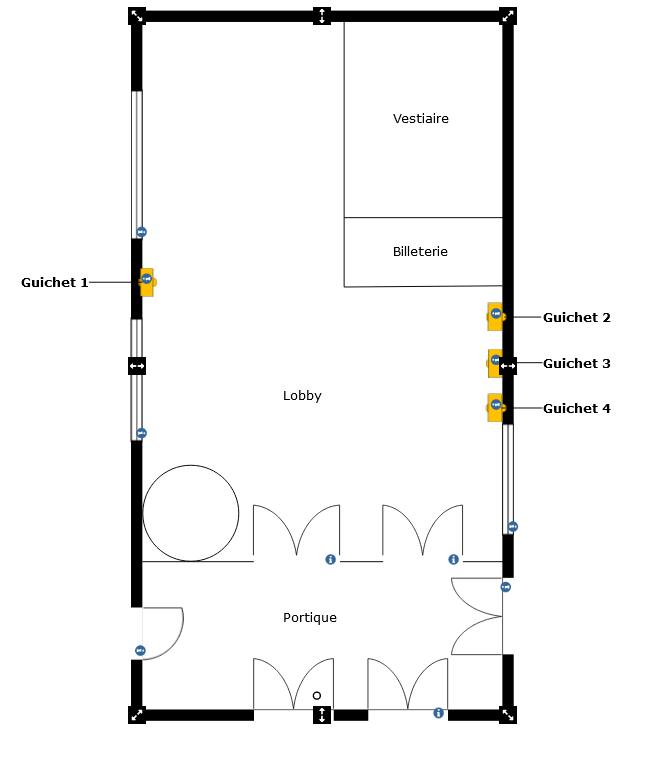 Vestiaire
Billeterie
Guichet 1
Guichet 2
Guichet 3
Guichet 4
Lobby
Portique